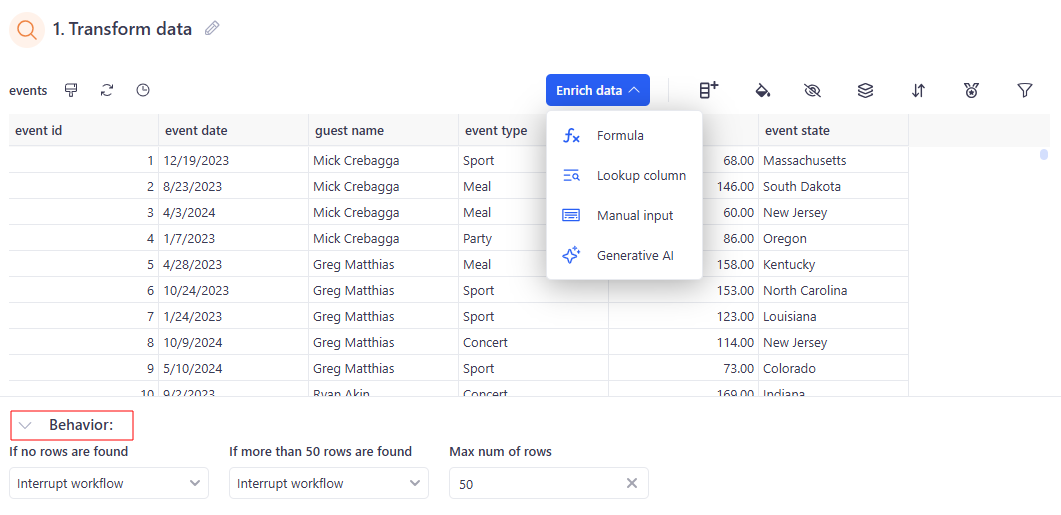 1. Transform data
events Enrich data
event id event date guest name event type event state
Formula
1 12/19/2023 Mick Crebagga Sport 68.00 Massachusetts
Lookup column
2 8/23/2023 Mick Crebagga Meal 146.00 South Dakota
3 4/3/2024 Mick Crebagga Meal 60.00 New Jersey
Manual input
4 1/7/2023 Mick Crebagga Party 86.00 Oregon
Generative AI
5 4/28/2023 Greg Matthias Meal 158.00 Kentucky
6 10/24/2023 Greg Matthias Sport 153.00 North Carolina
7 1/24/2023 Greg Matthias Sport 123.00 Louisiana
8 10/9/2024 Greg Matthias Concert 114.00 New Jersey
9 5/10/2024 Greg Matthias Sport 73.00 Colorado
10 9/2/2023 Ryan Akin Concert 169.00 Indiana
Behavior:
If no rows are found If more than 50 rows are found Max num of rows
Interrupt workflow Interrupt workflow 50